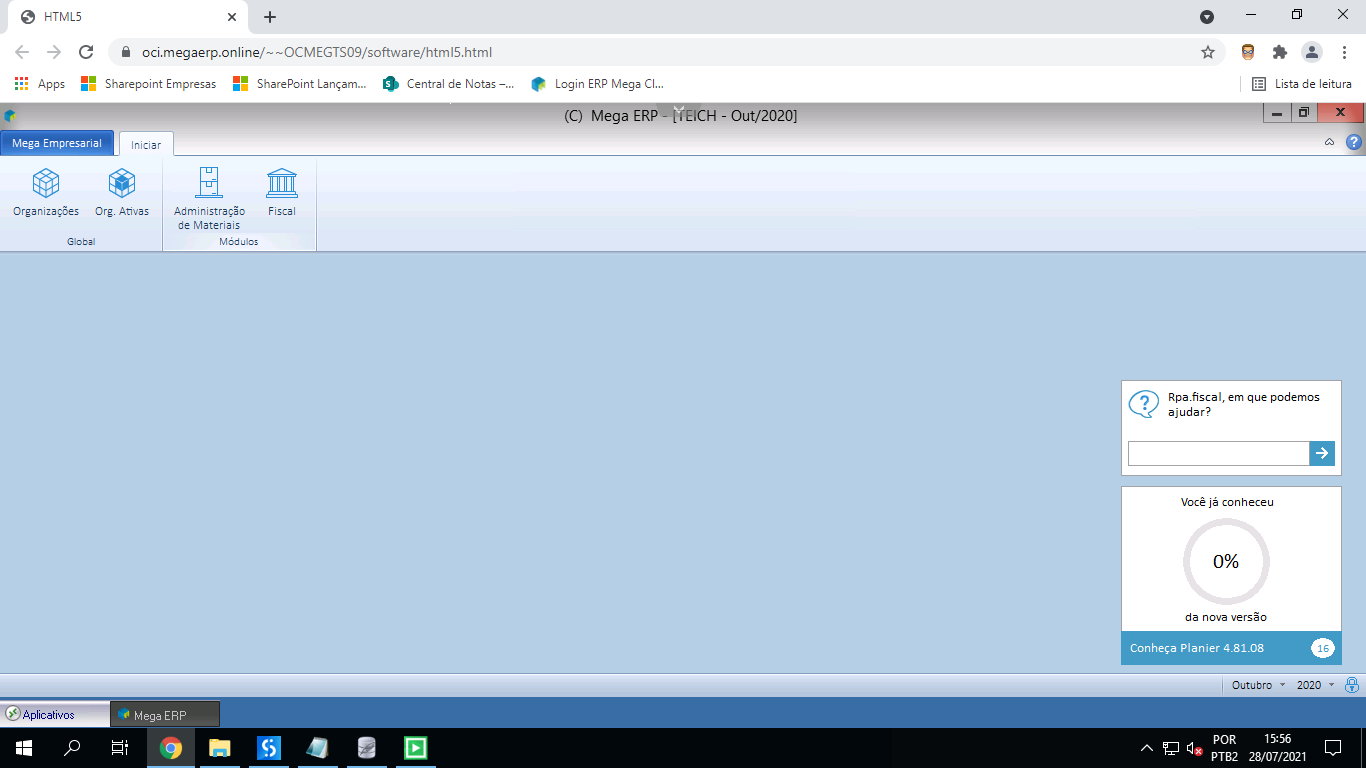 HTML5
oci.megaerp.online/~~OCMEGTS09/software/html5.html
Apps
Sharepoint Empresas
SharePoint Lançam...
Central de Notas –...
Login ERP Mega Cl...
Lista de leitura
(C) Mega ERP - [TEICH - Out/2020]
Mega Empresarial
Iniciar
Organizações
Org. Ativas
Administração
de Materiais
Fiscal
Global
Módulos
Rpa.fiscal, em que podemos
ajudar?
Você já conheceu
0%
da nova versão
Conheça Planier 4.81.08
16
Outubro
2020
Aplicativos
Mega ERP
POR
PTB2
15:56
28/07/2021